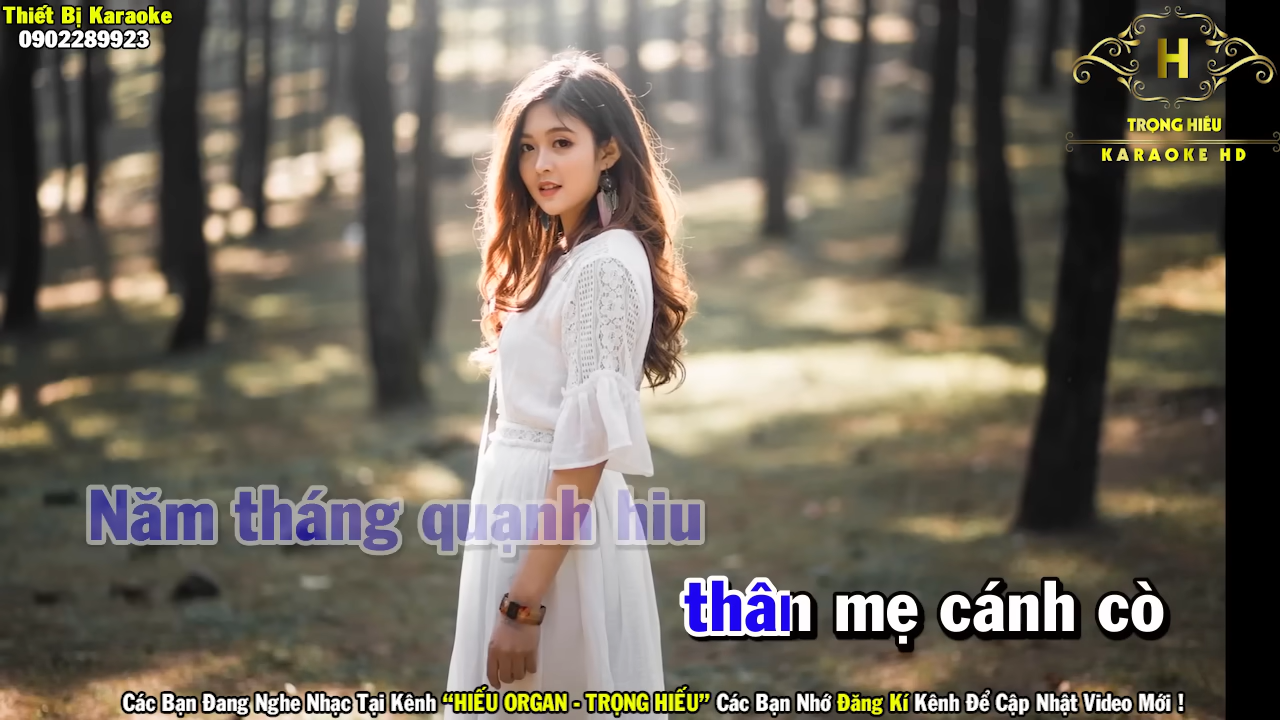 Thiết Bị Karaoke
0902289923
H
TRỌNG HIẾU
KARAOKE HD
Năm tháng quạnh hiu
thân mẹ cánh cò
Các Bạn Đang Nghe Nhạc Tại Kênh “HIẾU ORGAN - TRỌNG HIẾU” Các Bạn Nhớ Đăng Kí Kênh Để Cập Nhật Video Mới !